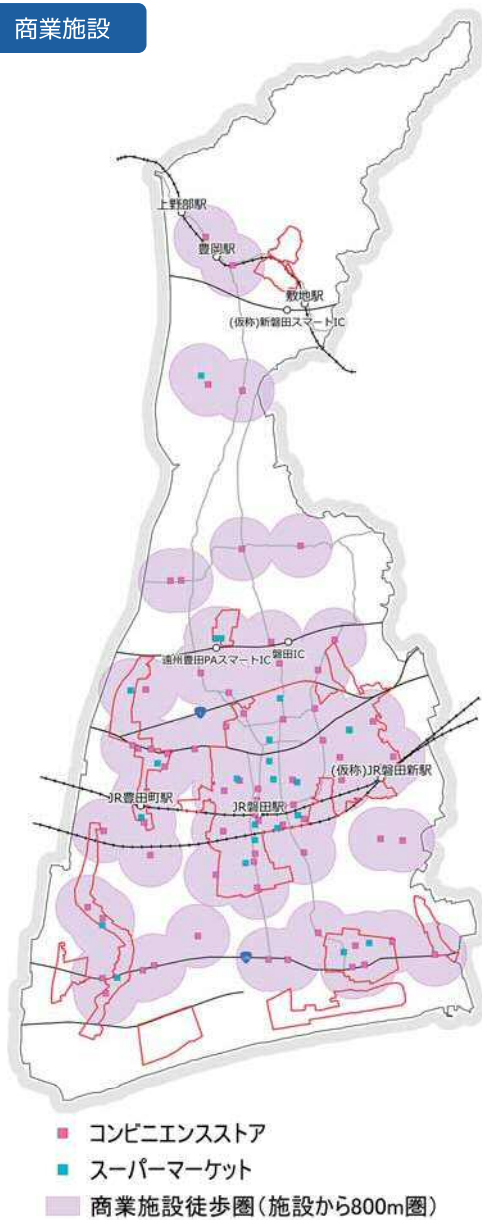 商業施設
上野部駅
豊岡駅
敷地駅
(仮称)新磐田スマートIC
遠州豊田PAスマートIC
磐田IC
(仮称)JR磐田新駅
JR豊田町駅
JR磐田駅
コンビニエンスストア
スーパーマーケット
商業施設徒歩圏(施設から800m圏)